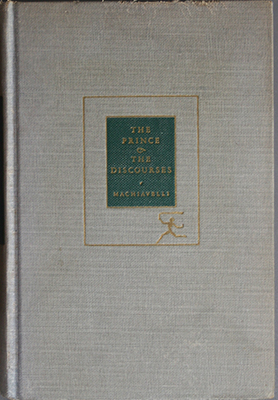 THE
PRINCE
&
THE
DISCOURSES
MACHIAVELLI